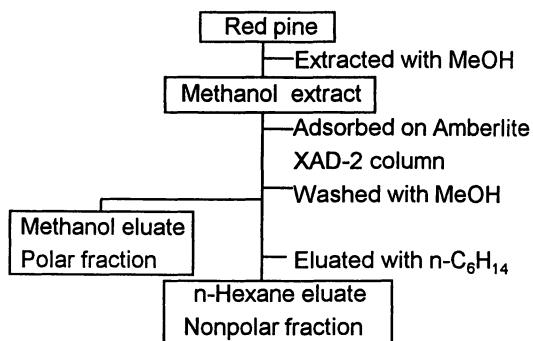 Red pine
Extracted with MeOH
Methanol extract
Adsorbed on Amberlite
XAD-2 column
Washed with MeOH
Methanol eluate
Polar fraction
Eluated with n-C₆H₁₄
n-Hexane eluate
Nonpolar fraction